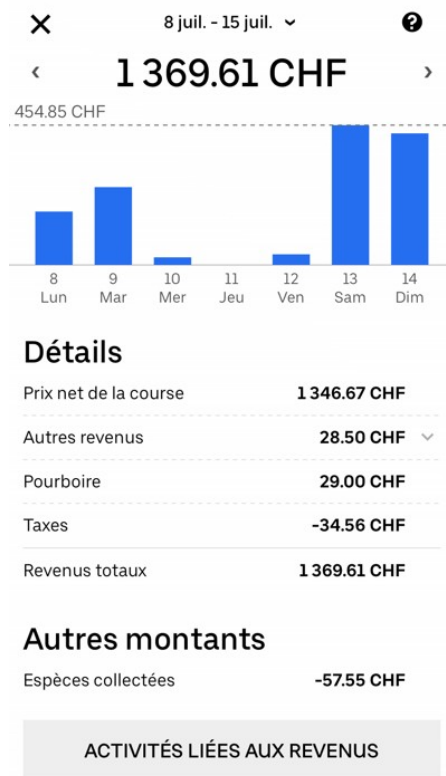 8 juil. - 15 juil.
1 369.61 CHF
454.85 CHF
8 9 10 11 12 13 14
Lun Mar Mer Jeu Ven Sam Dim
Détails
Prix net de la course 1 346.67 CHF
Autres revenus 28.50 CHF
Pourboire 29.00 CHF
Taxes -34.56 CHF
Revenus totaux 1 369.61 CHF
Autres montants
Espèces collectées -57.55 CHF
ACTIVITÉS LIÉES AUX REVENUS